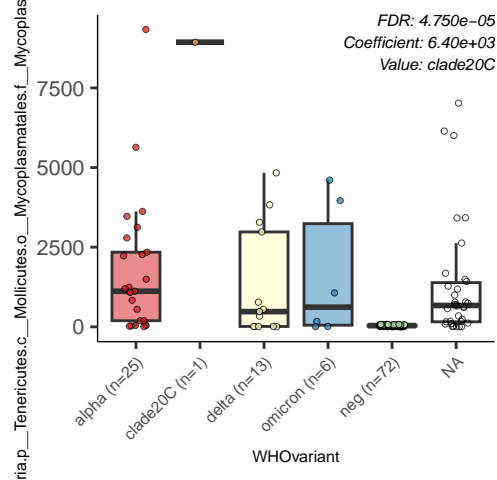 FDR: 4.750e−05
Coefficient: 6.40e+03
Value: clade20C
ria.p__Tenericutes.c__Mollicutes.o__Mycoplasmatales.f__Mycoplas
7500
5000
2500
0
alpha (n=25)
clade20C (n=1)
delta (n=13)
omicron (n=6)
neg (n=72)
NA
WHOvariant